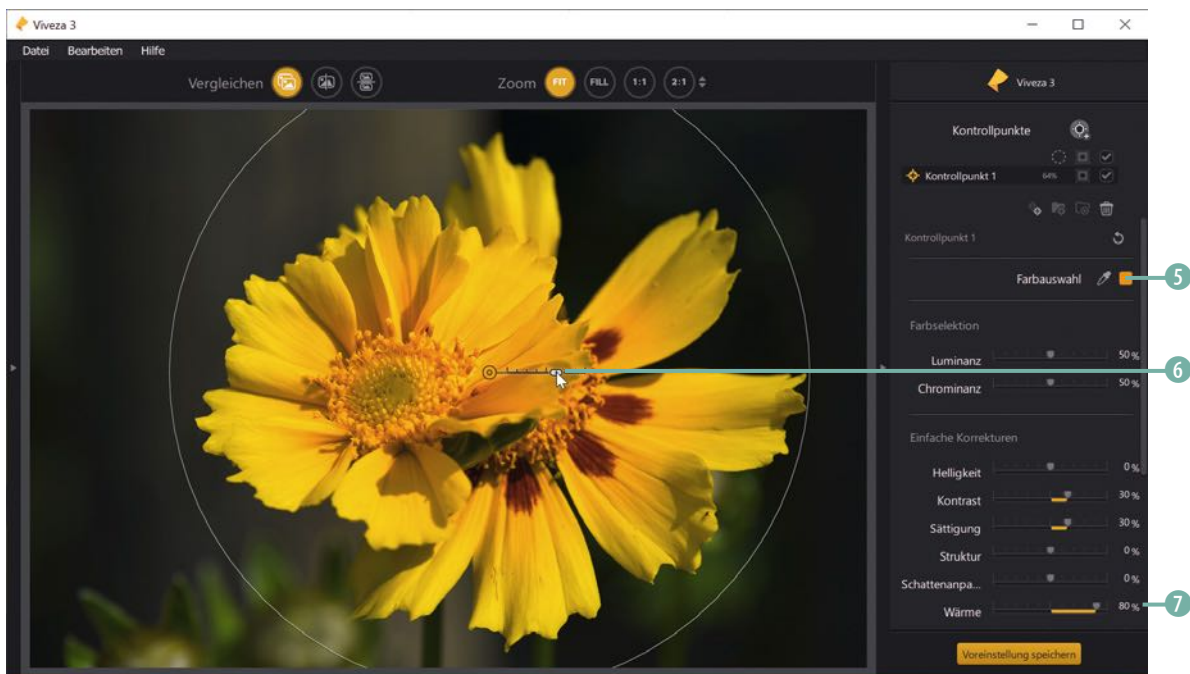 Viveza 3
Datei Bearbeiten Hilfe
Vergleichen Zoom FIT FILL 1:1 2:1
Viveza 3
Kontrollpunkte
Kontrollpunkt 1 64%
Kontrollpunkt 1
Farbauswahl 5
Farbselektion
Luminanz 50 %
6
Chrominanz 50 %
Einfache Korrekturen
Helligkeit 0 %
Kontrast 30 %
Sättigung 30 %
Struktur 0 %
Schattenanpa... 0 %
Wärme 80 % 7
Voreinstellung speichern